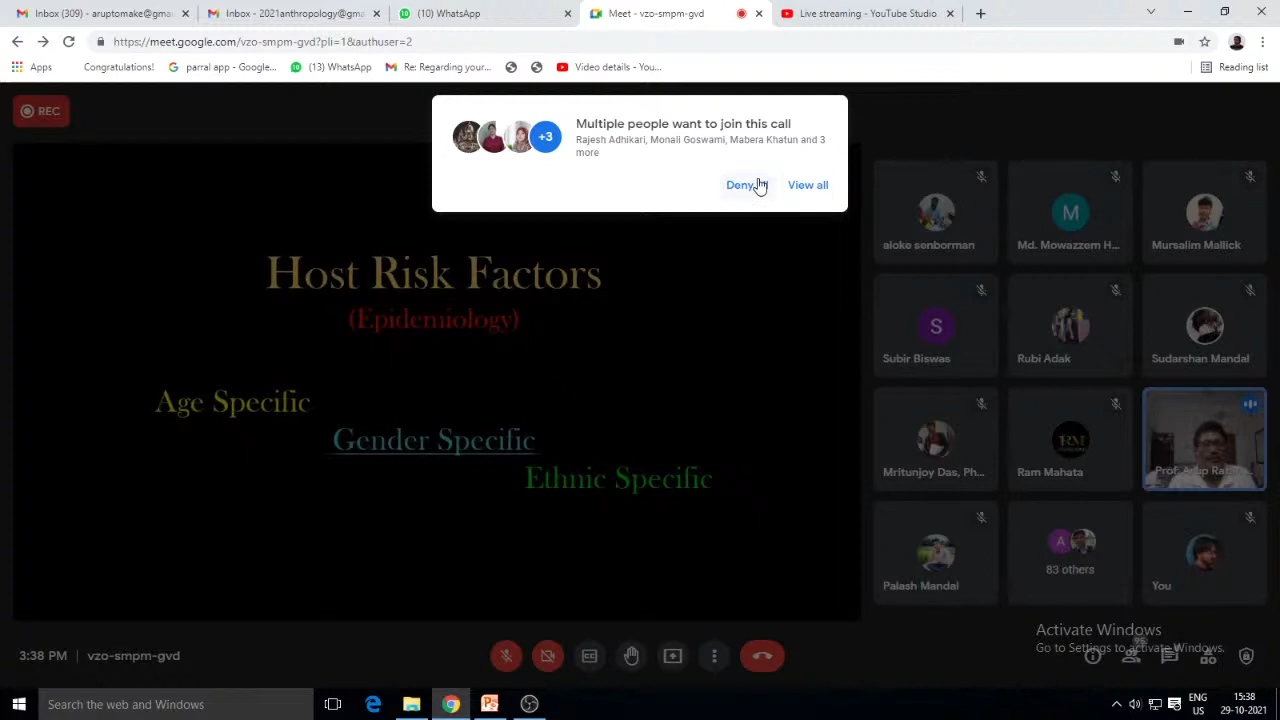 Inbox (309) - aruptomake@gmai
Inbox - 2021anthropology@gma
(10) WhatsApp
Meet - vzo-smpm-gvd
Live streaming - YouTube Studio
https://meet.google.com/vzo-smpm-gvd?pli=1&authuser=2
Apps
Congratulations!
parral app - Google...
(13) WhatsApp
Re: Regarding your...
Video details - You...
Reading list
REC
+3
Multiple people want to join this call
Rajesh Adhikari, Monali Goswami, Mabera Khatun and 3
more
Deny
View all
Host Risk Factors
(Epidemiology)
Age Specific
Gender Specific
Ethnic Specific
aloke senborman
M
Md. Mowazzem H...
Mursalim Mallick
S
Subir Biswas
Rubi Adak
Sudarshan Mandal
Mritunjoy Das, Ph...
RM
Ram Mahata
Palash Mandal
A
83 others
You
3:38 PM | vzo-smpm-gvd
Activate Windows
Go to Settings to activate Windows.
95
Search the web and Windows
ENG
US
15:38
29-10-2021